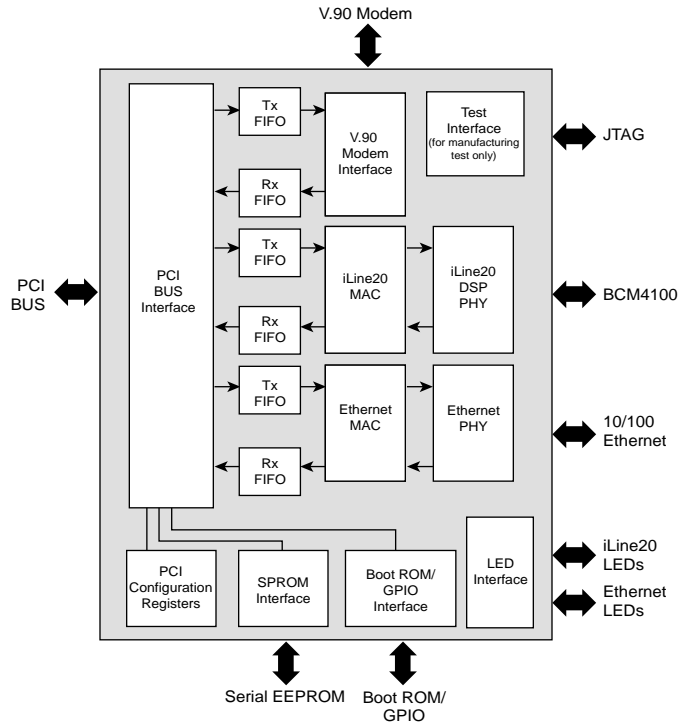 V.90 Modem
Tx
FIFO
V.90
Modem
Interface
Rx
FIFO
Test
Interface
(for manufacturing
test only)
JTAG
PCI
BUS
PCI
BUS
Interface
Tx
FIFO
iLine20
MAC
iLine20
DSP
PHY
Rx
FIFO
BCM4100
Tx
FIFO
Ethernet
MAC
Ethernet
PHY
Rx
FIFO
10/100
Ethernet
PCI
Configuration
Registers
SPROM
Interface
Boot ROM/
GPIO
Interface
LED
Interface
iLine20
LEDs
Ethernet
LEDs
Serial EEPROM
Boot ROM/
GPIO